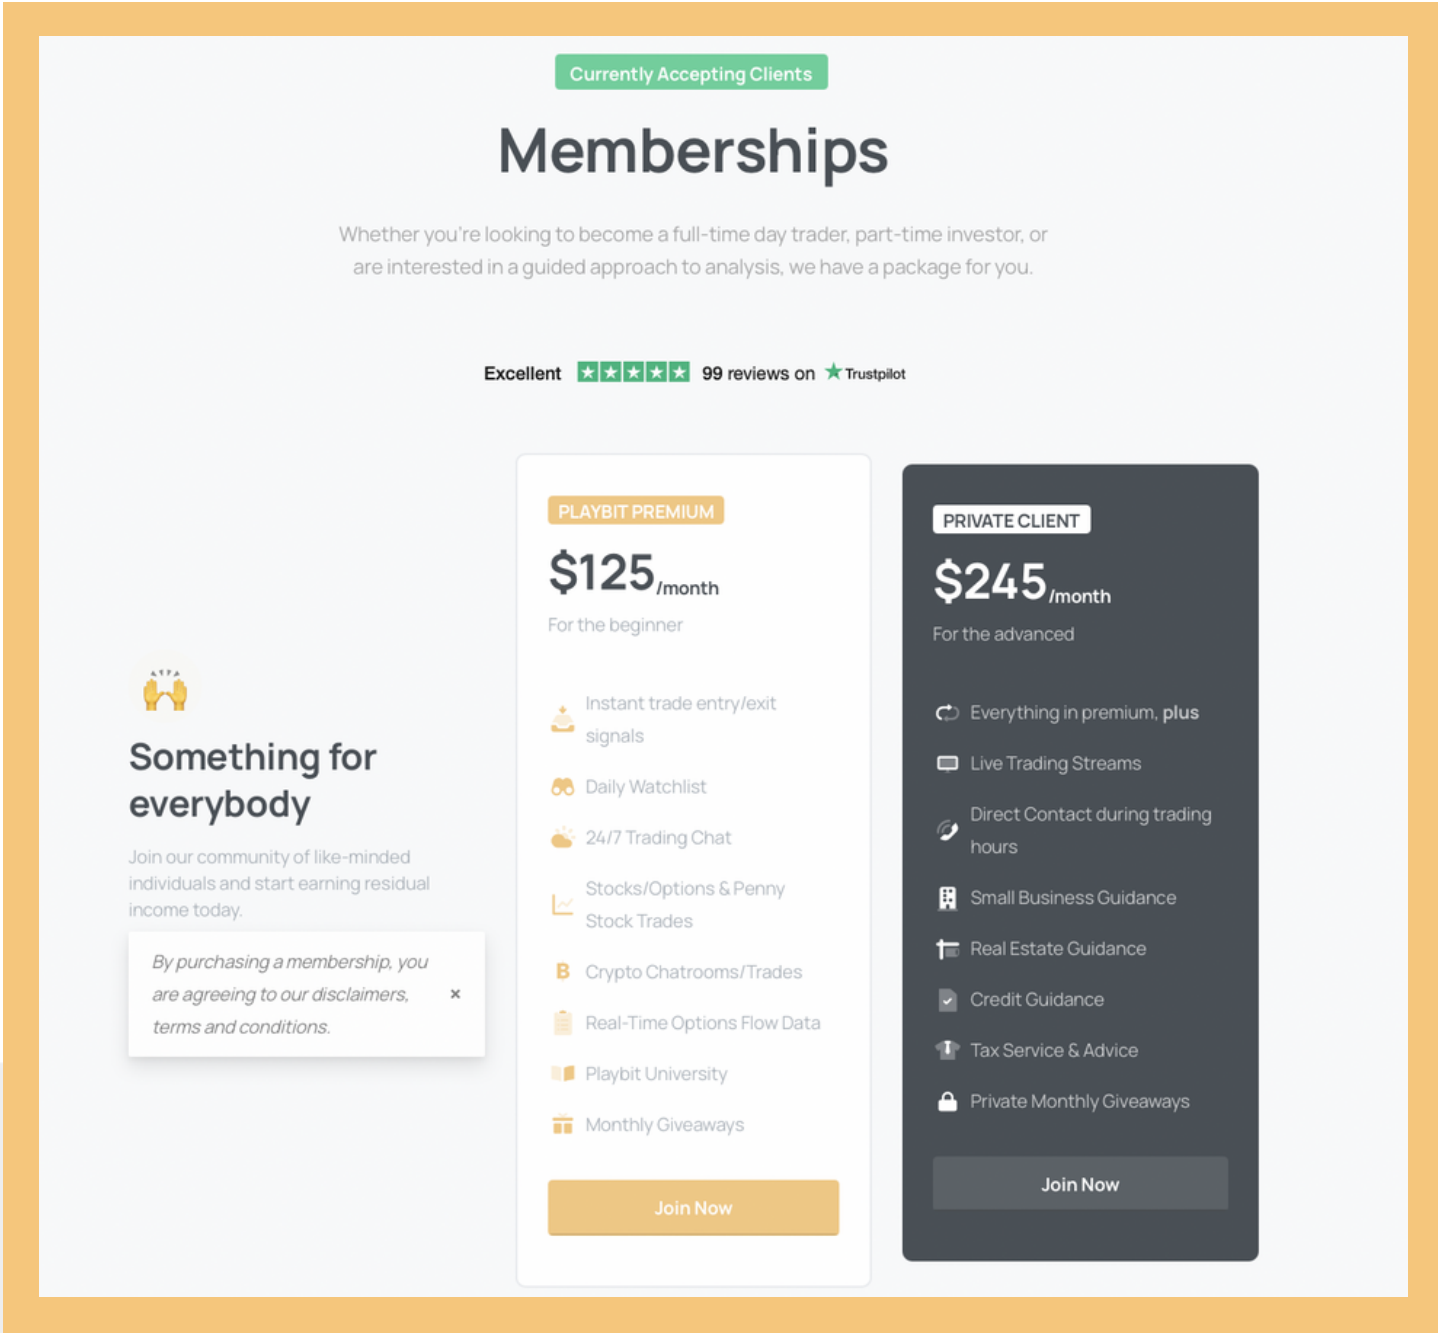 Currently Accepting Clients
Memberships
Whether you're looking to become a full-time day trader, part-time investor, or
are interested in a guided approach to analysis, we have a package for you.
Excellent 99 reviews on Trustpilot
Something for
everybody
Join our community of like-minded
individuals and start earning residual
income today.
By purchasing a membership, you
are agreeing to our disclaimers,
terms and conditions.
×
PLAYBIT PREMIUM
$125/month
For the beginner
Instant trade entry/exit
signals
Daily Watchlist
24/7 Trading Chat
Stocks/Options & Penny
Stock Trades
Crypto Chatrooms/Trades
Real-Time Options Flow Data
Playbit University
Monthly Giveaways
Join Now
PRIVATE CLIENT
$245/month
For the advanced
Everything in premium, plus
Live Trading Streams
Direct Contact during trading
hours
Small Business Guidance
Real Estate Guidance
Credit Guidance
Tax Service & Advice
Private Monthly Giveaways
Join Now